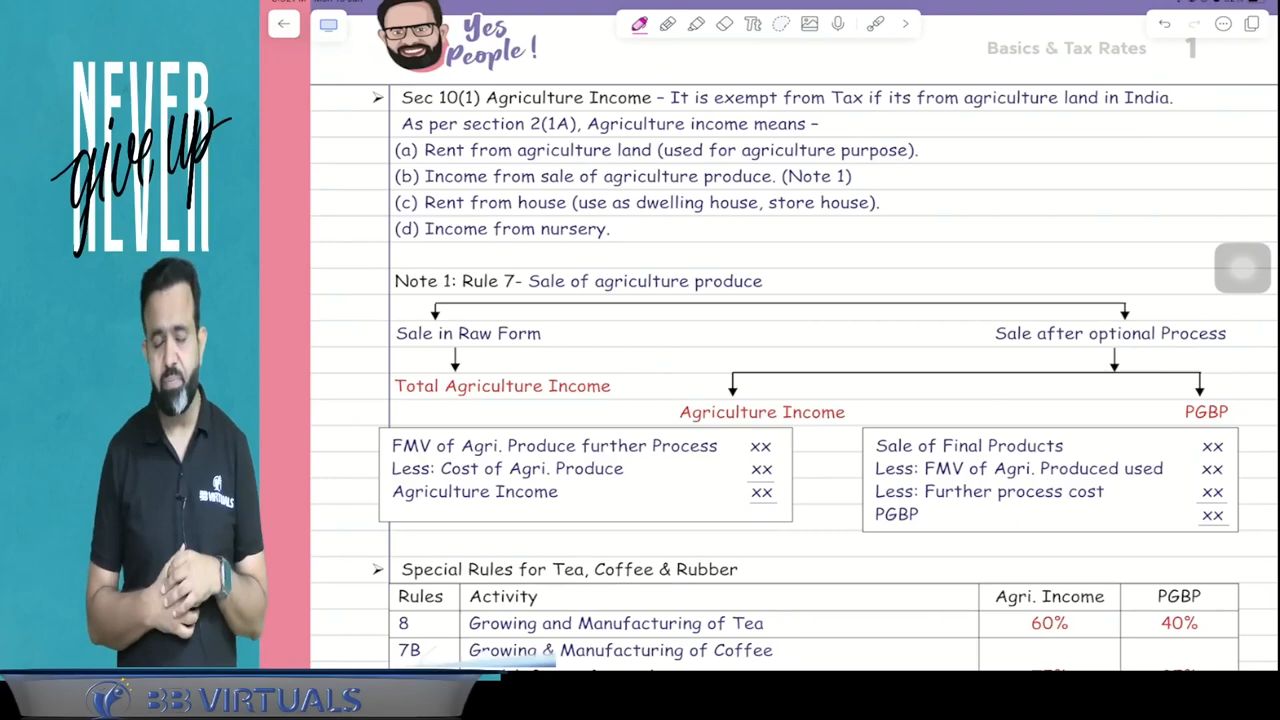 NEVER
give up
NEVER
Yes
People!
Basics & Tax Rates 1
➢ Sec 10(1) Agriculture Income – It is exempt from Tax if its from agriculture land in India.
As per section 2(1A), Agriculture income means –
(a) Rent from agriculture land (used for agriculture purpose).
(b) Income from sale of agriculture produce. (Note 1)
(c) Rent from house (use as dwelling house, store house).
(d) Income from nursery.
Note 1: Rule 7- Sale of agriculture produce
Sale in Raw Form Sale after optional Process
Total Agriculture Income
Agriculture Income PGBP
FMV of Agri. Produce further Process xx
Less: Cost of Agri. Produce xx
Agriculture Income xx
Sale of Final Products xx
Less: FMV of Agri. Produced used xx
Less: Further process cost xx
PGBP xx
➢ Special Rules for Tea, Coffee & Rubber
Rules Activity Agri. Income PGBP
8 Growing and Manufacturing of Tea 60% 40%
7B Growing & Manufacturing of Coffee
BB VIRTUALS
BB VIRTUALS